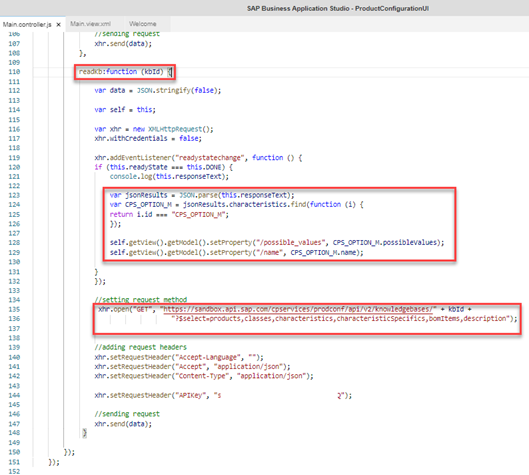 SAP Business Application Studio - ProductConfigurationUI
Main.controller.js × Main.view.xml Welcome
106 //sending request
107 xhr.send(data);
108 },
109
110 readkb:function (kbId) {
111
112 var data = JSON.stringify(false);
113
114 var self = this;
115
116 var xhr = new XMLHttpRequest();
117 xhr.withCredentials = false;
118
119 xhr.addEventListener("readystatechange", function () {
120 if (this.readyState === this.DONE) {
121 console.log(this.responseText);
122
123 var jsonResults = JSON.parse(this.responseText);
124 var CPS_OPTION_M = jsonResults.characteristics.find(function (i) {
125 return i.id === "CPS_OPTION_M";
126 });
127
128 self.getView().getModel().setProperty("/possible_values", CPS_OPTION_M.possibleValues);
129 self.getView().getModel().setProperty("/name", CPS_OPTION_M.name);
130
131 }
132 });
133
134 //setting request method
135 xhr.open("GET", "https://sandbox.api.sap.com/cpservices/prodconf/api/v2/knowledgebases/" + kbId +
136 "?$select=products,classes,characteristics,characteristicSpecifics,bomItems,description");
137
138
139 //adding request headers
140 xhr.setRequestHeader("Accept-Language", "");
141 xhr.setRequestHeader("Accept", "application/json");
142 xhr.setRequestHeader("Content-Type", "application/json");
143
144 xhr.setRequestHeader("APIKey", "s 2");
145
146 //sending request
147 xhr.send(data);
148 }
149
150 });
151 });
152